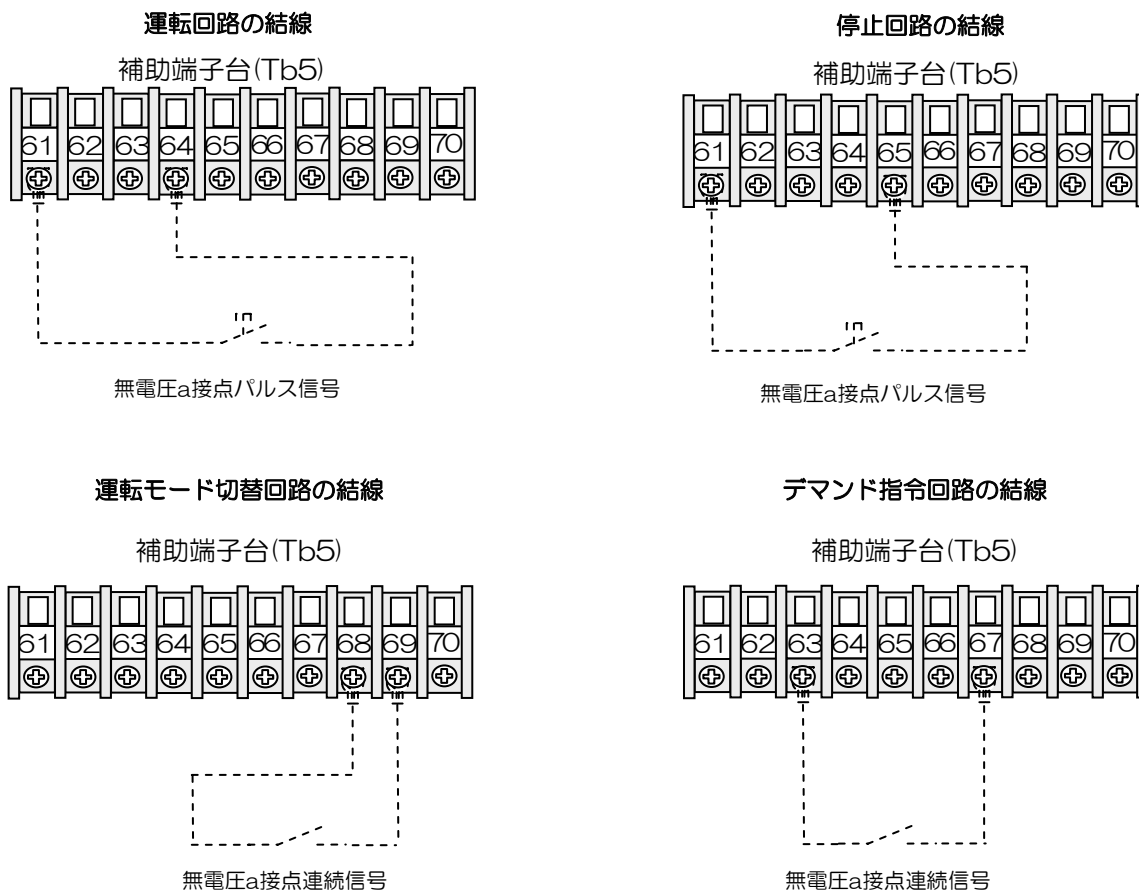 運転回路の結線
補助端子台(Tb5)
61 62 63 64 65 66 67 68 69 70
無電圧a接点パルス信号
停止回路の結線
補助端子台(Tb5)
61 62 63 64 65 66 67 68 69 70
無電圧a接点パルス信号
運転モード切替回路の結線
補助端子台(Tb5)
61 62 63 64 65 66 67 68 69 70
無電圧a接点連続信号
デマンド指令回路の結線
補助端子台(Tb5)
61 62 63 64 65 66 67 68 69 70
無電圧a接点連続信号